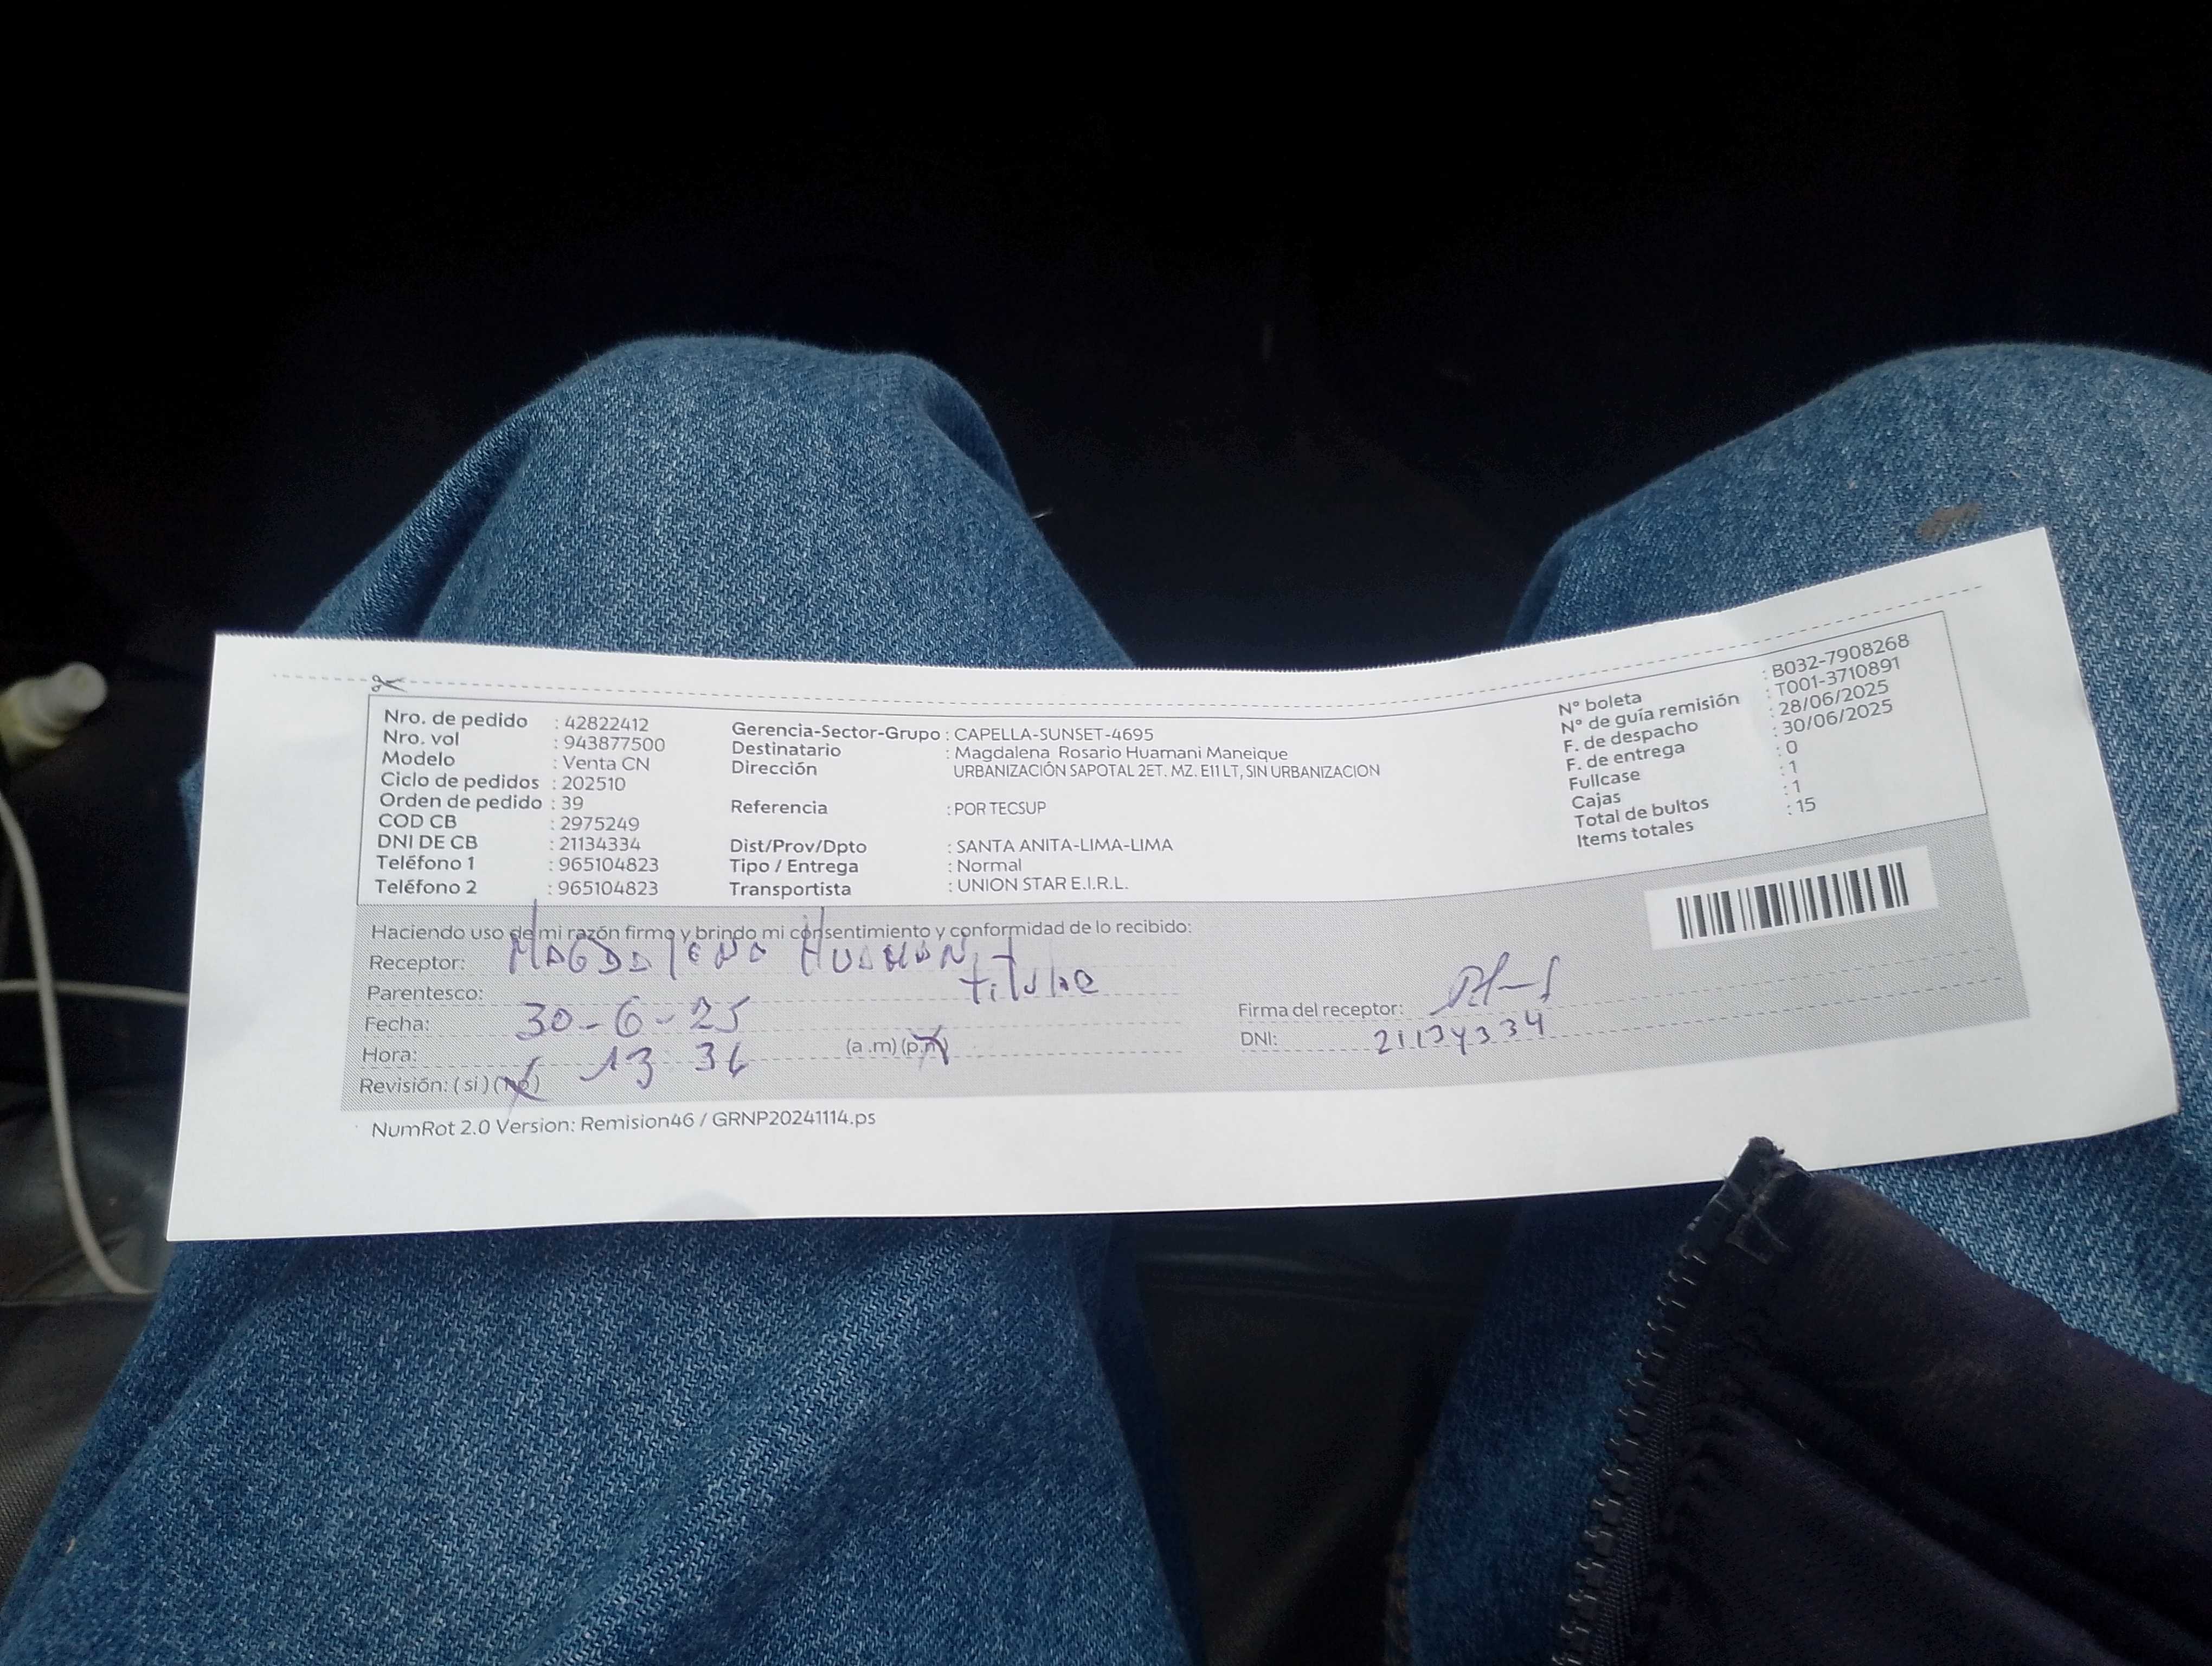 Nro. de pedido : 42822412
Nro. vol : 943877500
Modelo : Venta CN
Ciclo de pedidos : 202510
Orden de pedido : 39
COD CB : 2975249
DNI DE CB : 21134334
Teléfono 1 : 965104823
Teléfono 2 : 965104823
Gerencia-Sector-Grupo : CAPELLA-SUNSET-4695
Destinatario : Magdalena Rosario Huamani Maneique
Dirección URBANIZACIÓN SAPOTAL 2ET. MZ. E11 LT, SIN URBANIZACION
Referencia : POR TECSUP
Dist/Prov/Dpto : SANTA ANITA-LIMA-LIMA
Tipo / Entrega : Normal
Transportista : UNION STAR E.I.R.L.
N° boleta : B032-7908268
N° de guía remisión : T001-3710891
F. de despacho : 28/06/2025
F. de entrega : 30/06/2025
Fullcase : 0
Cajas : 1
Total de bultos : 1
Items totales : 15
Haciendo uso de mi razón firmo y brindo mi consentimiento y conformidad de lo recibido:
Receptor: MAGDAlENA
Parentesco:
Fecha: 30-6-25
Hora: 13 34 (a.m) (p.m)
Revisión: (si) (no)
Firma del receptor:
DNI: 21134334
NumRot 2.0 Version: Remision46 / GRNP20241114.ps